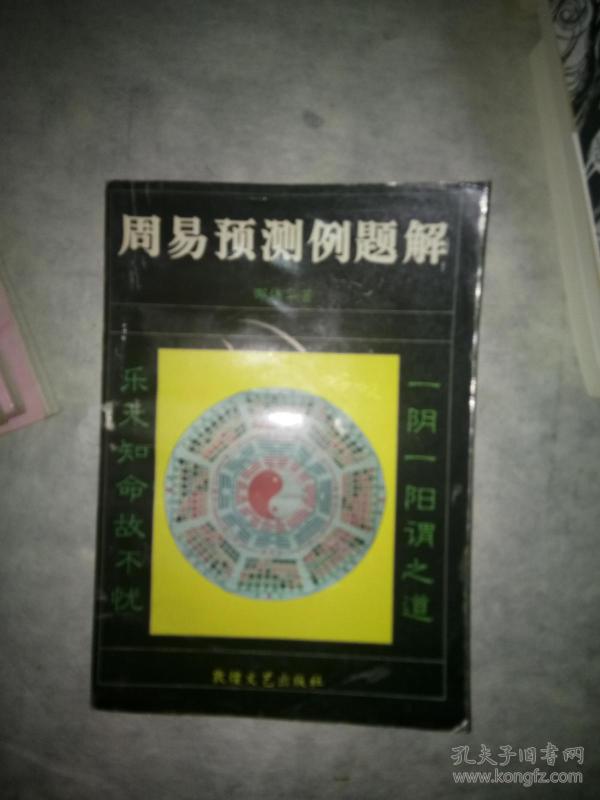 周易预测例题解
著
一阴一阳谓之道
乐天知命故不忧
敦煌文艺出版社
孔夫子旧书网
www.kongfz.com